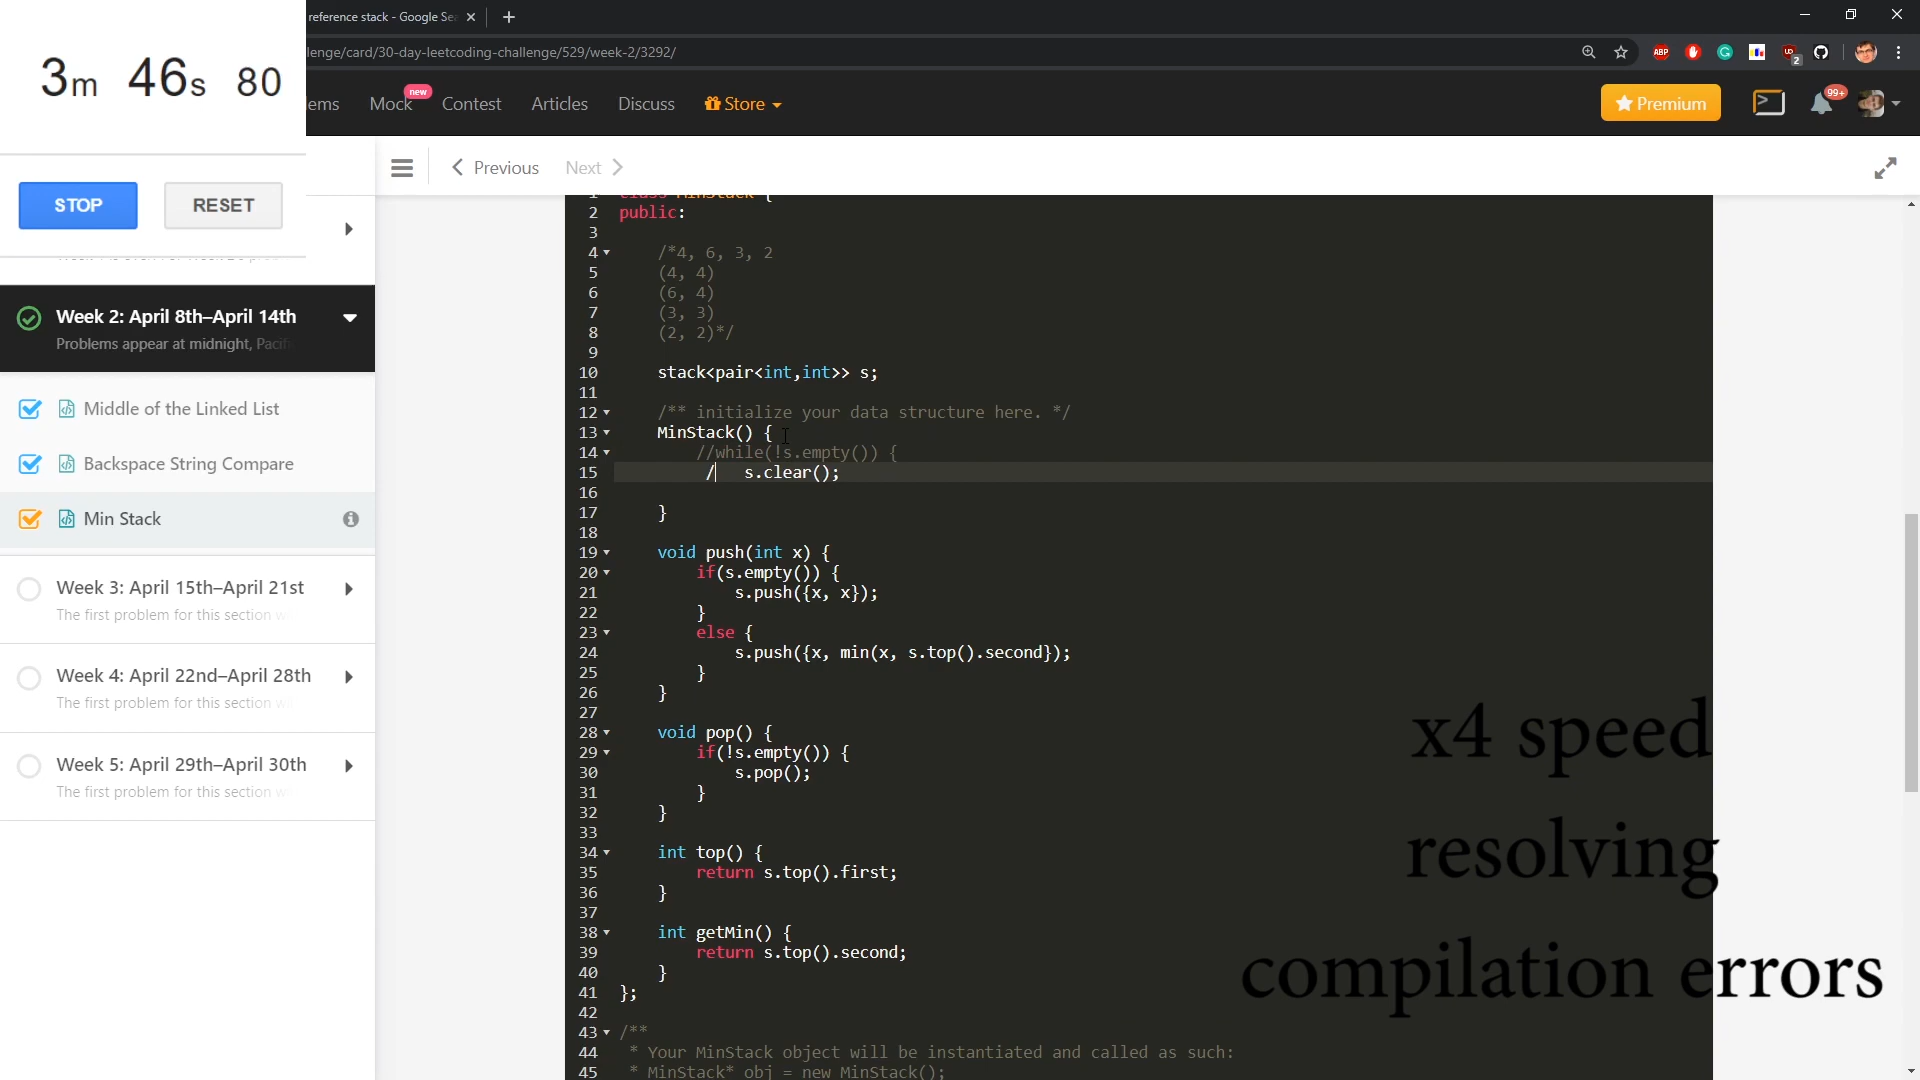 reference stack - Google Se
3m 46s 80
lenge/card/30-day-leetcoding-challenge/529/week-2/3292/
ABP
2
lems
Mock
new
Contest
Articles
Discuss
Store
Premium
99+
STOP
RESET
Previous
Next
Week 2: April 8th–April 14th
Problems appear at midnight, Pacifi
Middle of the Linked List
Backspace String Compare
Min Stack
Week 3: April 15th–April 21st
The first problem for this section w
Week 4: April 22nd–April 28th
The first problem for this section w
Week 5: April 29th–April 30th
The first problem for this section w
1 class MinStack {
2 public:
3
4 /*4, 6, 3, 2
5 (4, 4)
6 (6, 4)
7 (3, 3)
8 (2, 2)*/
9
10 stack<pair<int,int>> s;
11
12 /** initialize your data structure here. */
13 MinStack() {
14 //while(!s.empty()) {
15 / s.clear();
16
17 }
18
19 void push(int x) {
20 if(s.empty()) {
21 s.push({x, x});
22 }
23 else {
24 s.push({x, min(x, s.top().second});
25 }
26 }
27
28 void pop() {
29 if(!s.empty()) {
30 s.pop();
31 }
32 }
33
34 int top() {
35 return s.top().first;
36 }
37
38 int getMin() {
39 return s.top().second;
40 }
41 };
42
43 /**
44 * Your MinStack object will be instantiated and called as such:
45 * MinStack* obj = new MinStack();
x4 speed
resolving
compilation errors